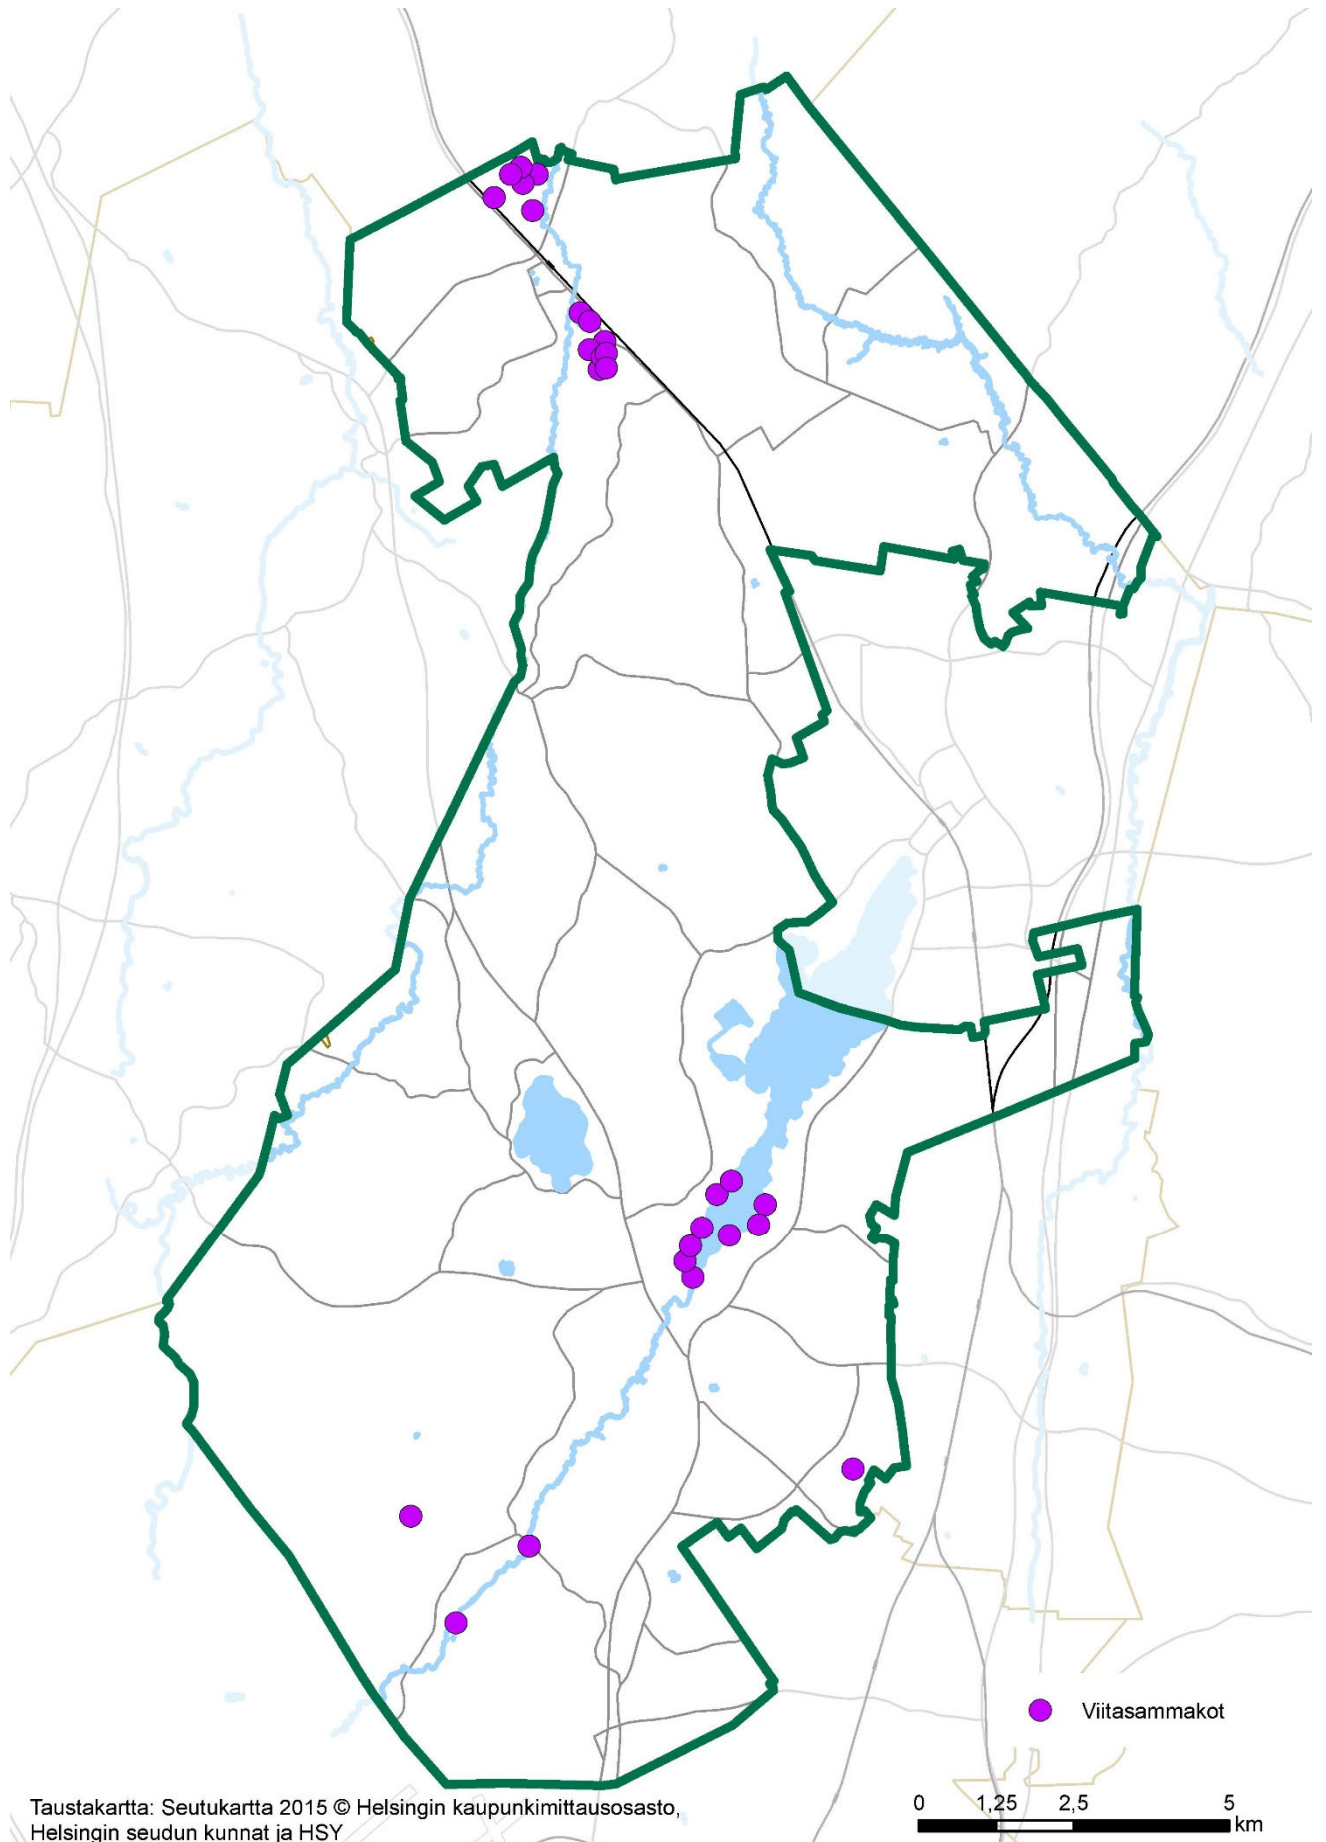 Viitasammakot
Taustakartta: Seutukartta 2015 © Helsingin kaupunkimittausosasto,
Helsingin seudun kunnat ja HSY
0 1,25 2,5 5
km